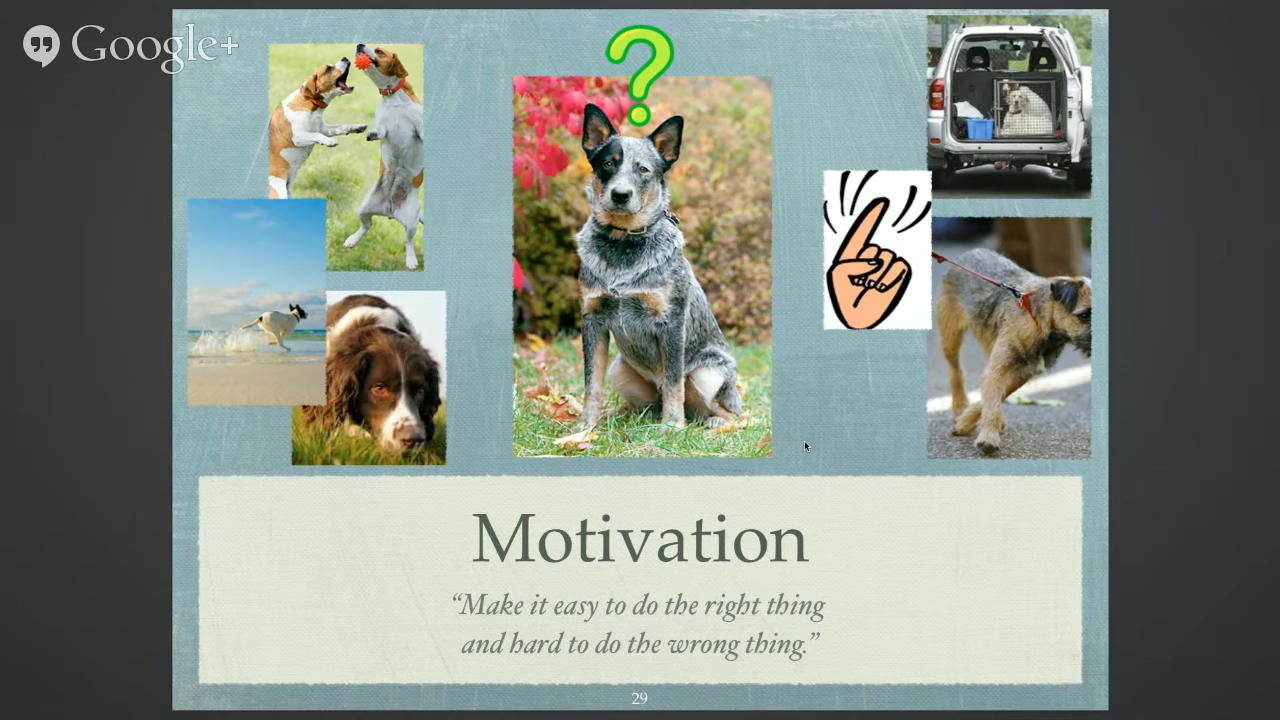 Google+
?
Motivation
“Make it easy to do the right thing
and hard to do the wrong thing.”
29